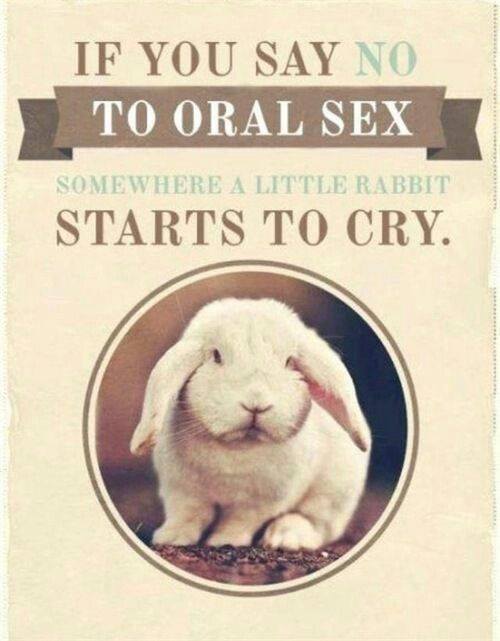 IF YOU SAY NO
TO ORAL SEX
SOMEWHERE A LITTLE RABBIT
STARTS TO CRY.